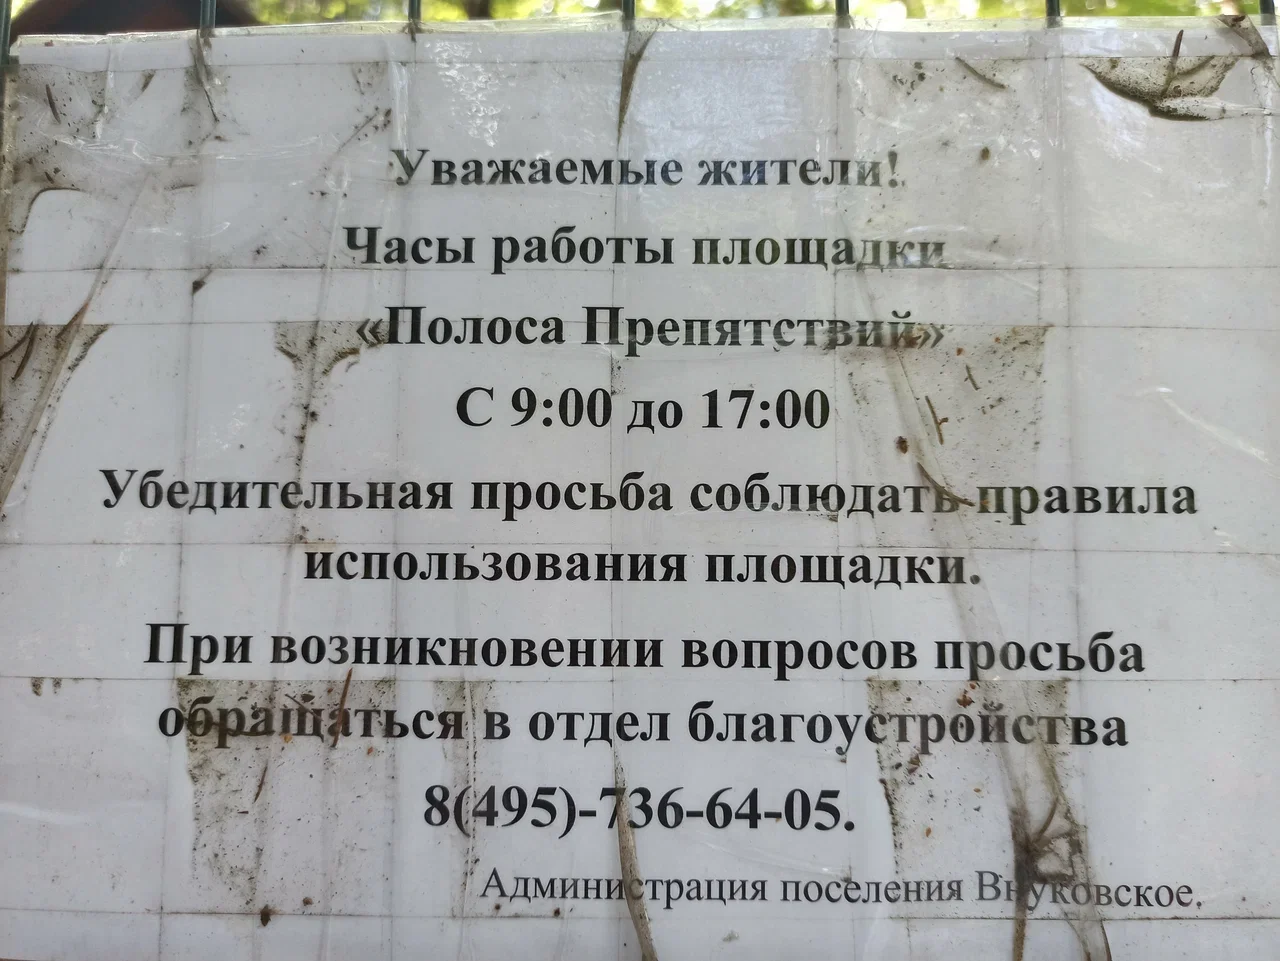 Уважаемые жители!
Часы работы площадки
«Полоса Препятствий»
С 9:00 до 17:00
Убедительная просьба соблюдать правила
использования площадки.
При возникновении вопросов просьба
обращаться в отдел благоустройства
8(495)-736-64-05.
Администрация поселения Внуковское.